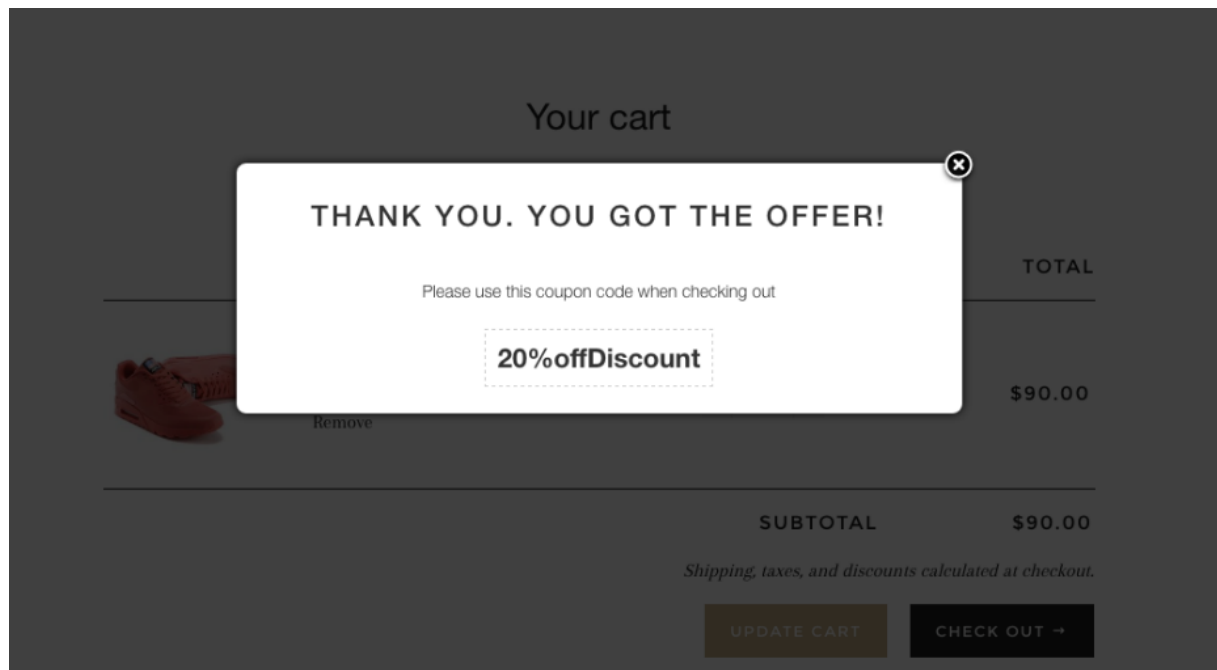 Your cart
THANK YOU. YOU GOT THE OFFER!
TOTAL
Please use this coupon code when checking out
20%offDiscount
$90.00
Remove
SUBTOTAL $90.00
Shipping, taxes, and discounts calculated at checkout.
UPDATE CART CHECK OUT →